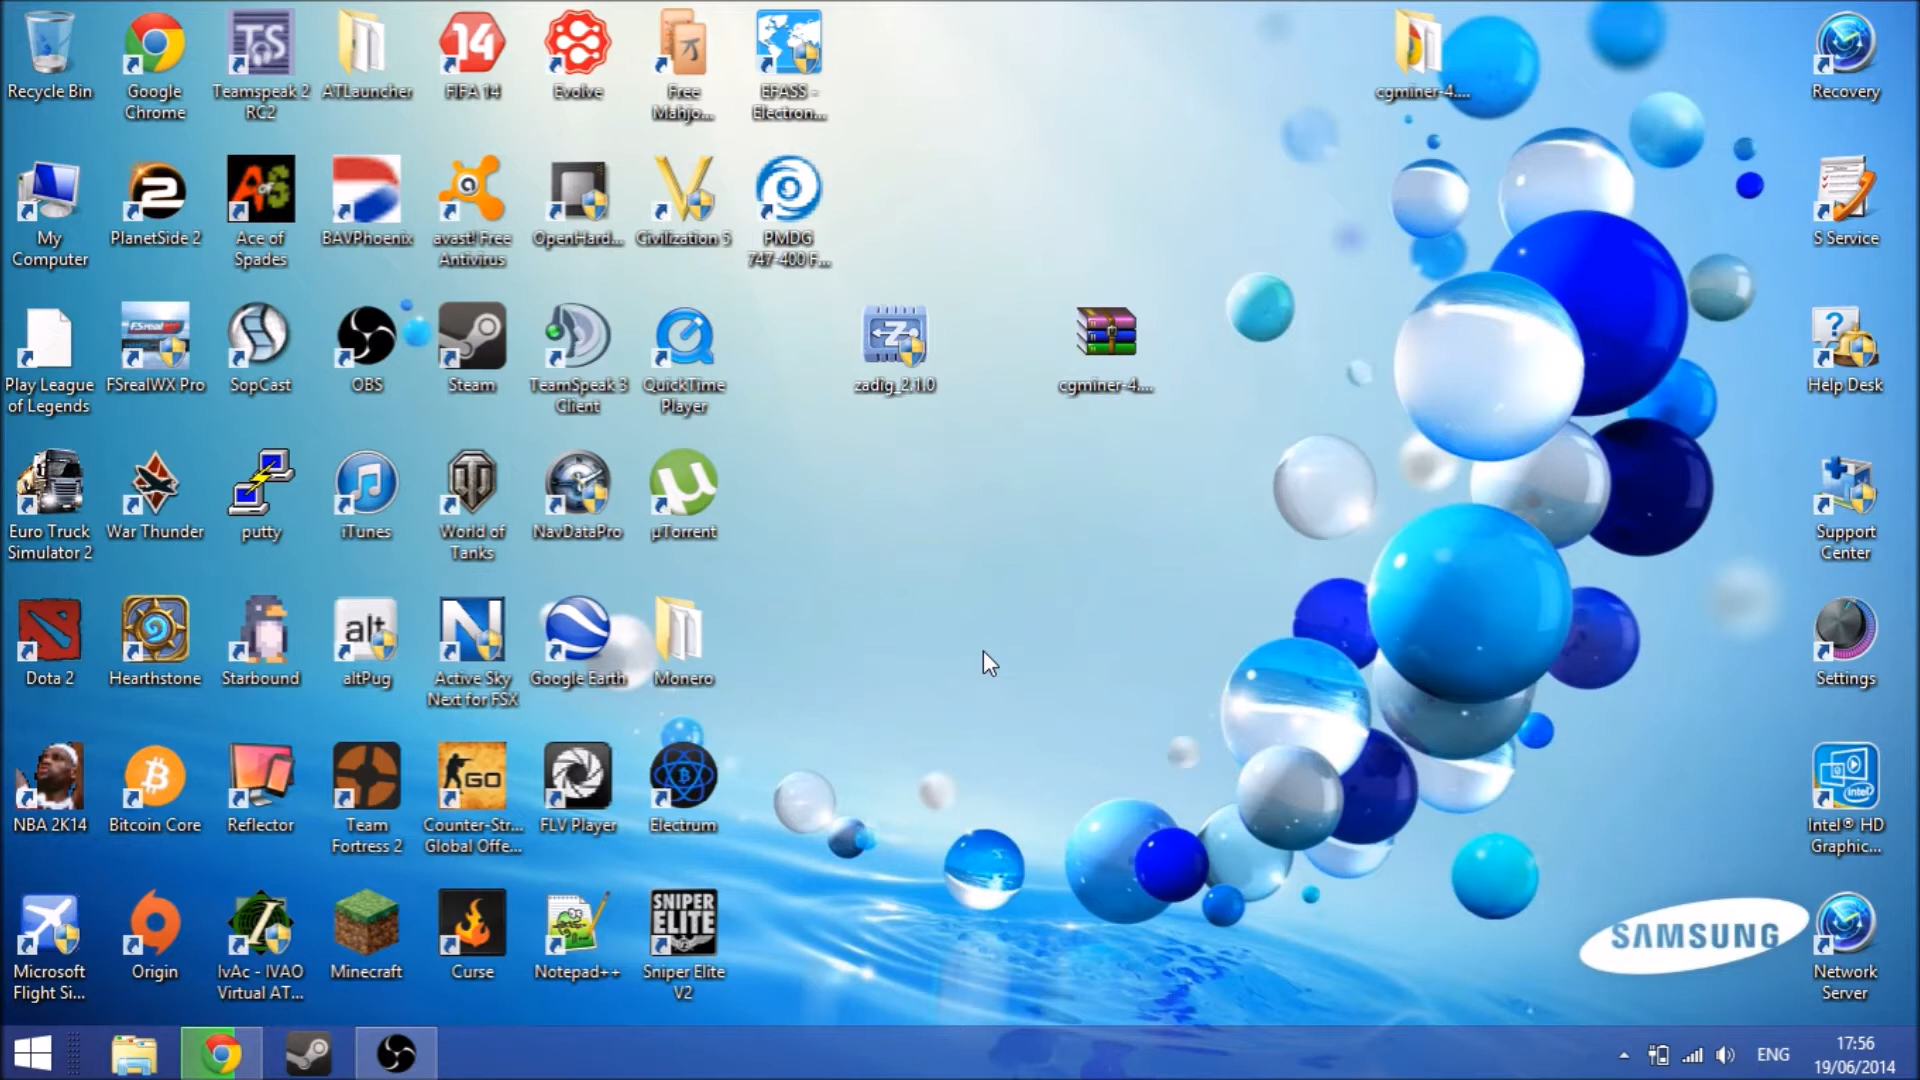 Recycle Bin
Google
Chrome
Teamspeak 2
RC2
ATLauncher
FIFA 14
Evolve
Free
Mahjo...
EFASS -
Electron...
cgminer-4....
Recovery
My
Computer
PlanetSide 2
Ace of
Spades
BAVPhoenix
avast! Free
Antivirus
OpenHard...
Civilization 5
PMDG
747-400 F...
S Service
Play League
of Legends
FSrealWX Pro
SopCast
OBS
Steam
TeamSpeak 3
Client
QuickTime
Player
zadig_2.1.0
cgminer-4....
Help Desk
Euro Truck
Simulator 2
War Thunder
putty
iTunes
World of
Tanks
NavDataPro
µTorrent
Support
Center
Dota 2
Hearthstone
Starbound
alt
altPug
Active Sky
Next for FSX
Google Earth
Monero
Settings
NBA 2K14
Bitcoin Core
Reflector
Team
Fortress 2
GO
Counter-Str...
Global Offe...
FLV Player
Electrum
intel
Intel® HD
Graphic...
Microsoft
Flight Si...
Origin
IvAc - IVAO
Virtual AT...
Minecraft
Curse
Notepad++
SNIPER
ELITE
V2
Sniper Elite
V2
SAMSUNG
Network
Server
ENG
17:56
19/06/2014